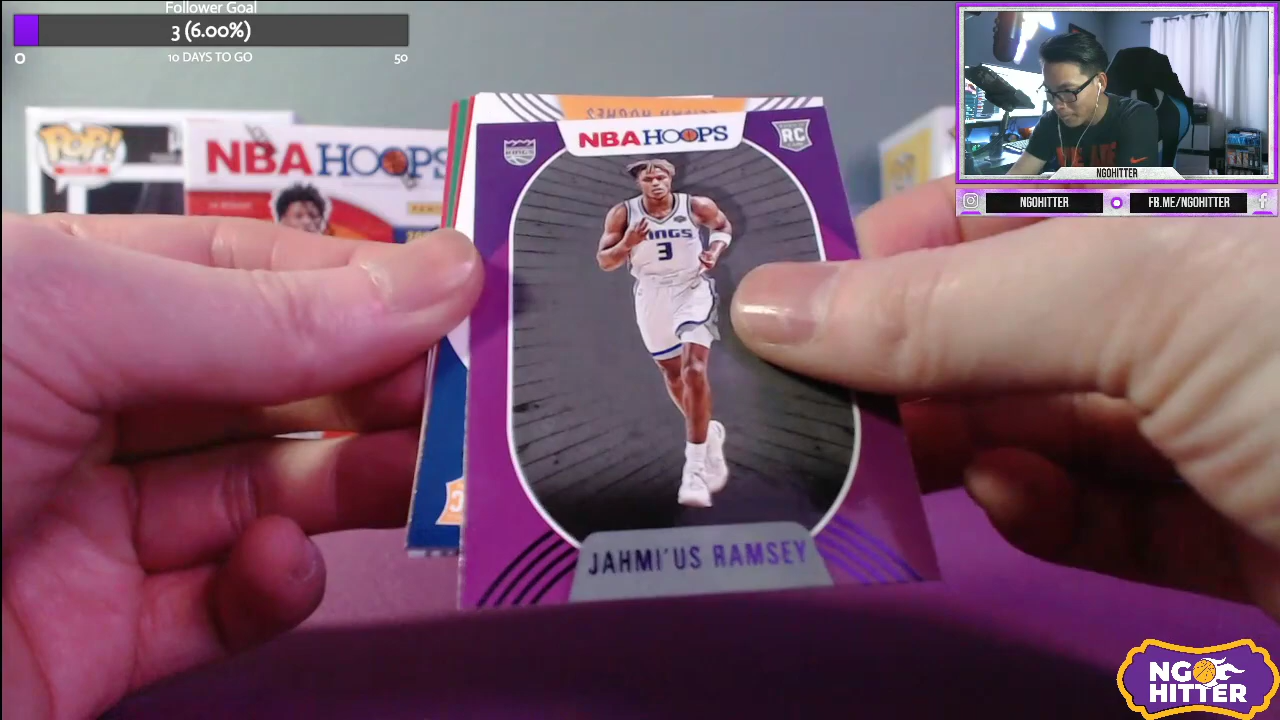 Follower Goal
3 (6.00%)
0
10 DAYS TO GO
50
POP!
NBA HOOPS
NBA HOOPS
RC
KINGS
3
JAHMI'US RAMSEY
NGOHITTER
NGOHITTER
FB.ME/NGOHITTER
NGO
HITTER